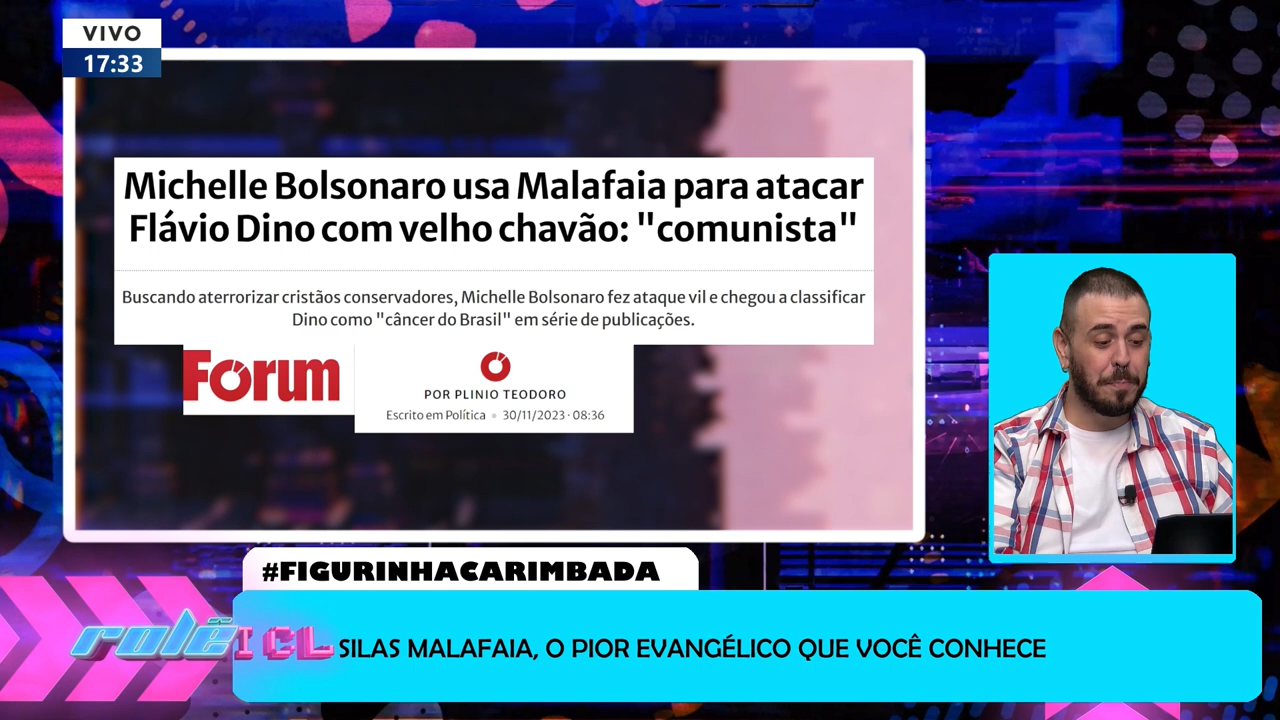 VIVO
17:33
Michelle Bolsonaro usa Malafaia para atacar
Flávio Dino com velho chavão: "comunista"
Buscando aterrorizar cristãos conservadores, Michelle Bolsonaro fez ataque vil e chegou a classificar
Dino como "câncer do Brasil" em série de publicações.
Fórum
POR PLINIO TEODORO
Escrito em Política • 30/11/2023 · 08:36
#FIGURINHACARIMBADA
rolê ICL
SILAS MALAFAIA, O PIOR EVANGÉLICO QUE VOCÊ CONHECE